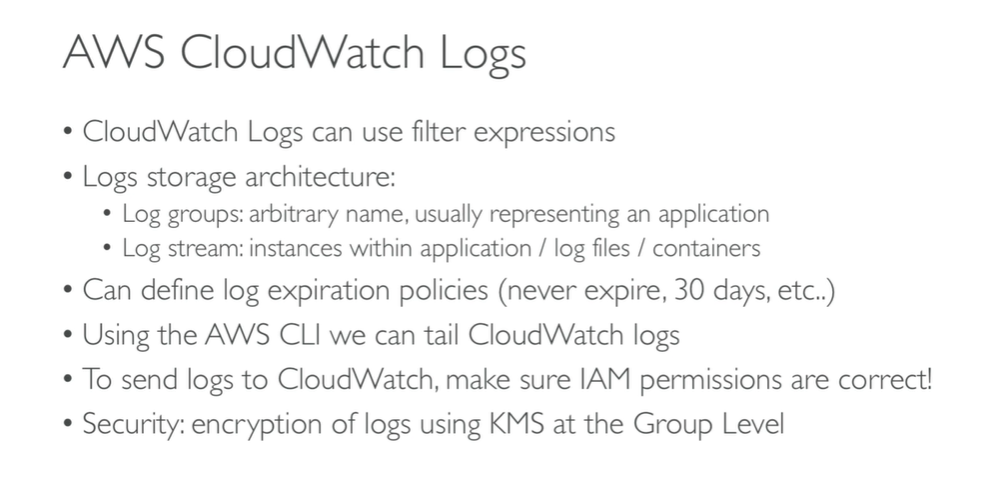 AWS CloudWatch Logs
• CloudWatch Logs can use filter expressions
• Logs storage architecture:
• Log groups: arbitrary name, usually representing an application
• Log stream: instances within application / log files / containers
• Can define log expiration policies (never expire, 30 days, etc..)
• Using the AWS CLI we can tail CloudWatch logs
• To send logs to CloudWatch, make sure IAM permissions are correct!
• Security: encryption of logs using KMS at the Group Level